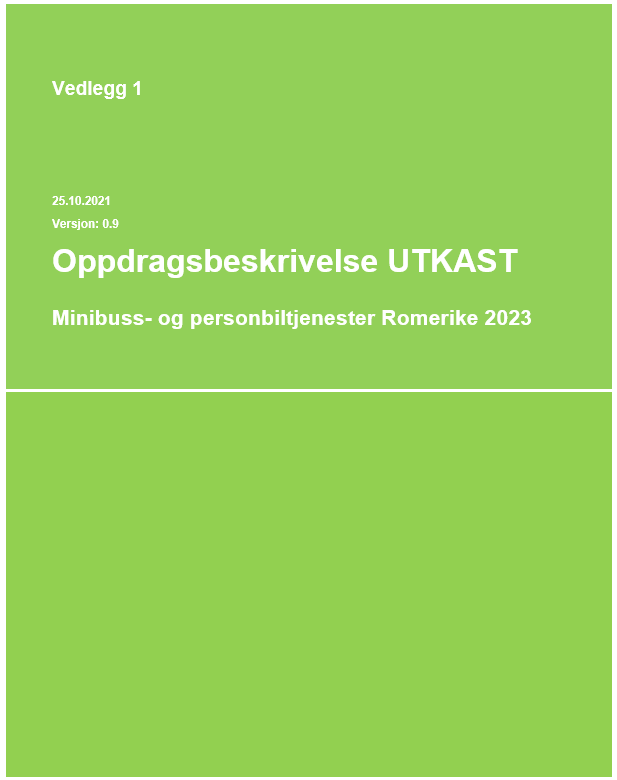 Vedlegg 1
25.10.2021
Versjon: 0.9
Oppdragsbeskrivelse UTKAST
Minibuss- og personbiltjenester Romerike 2023